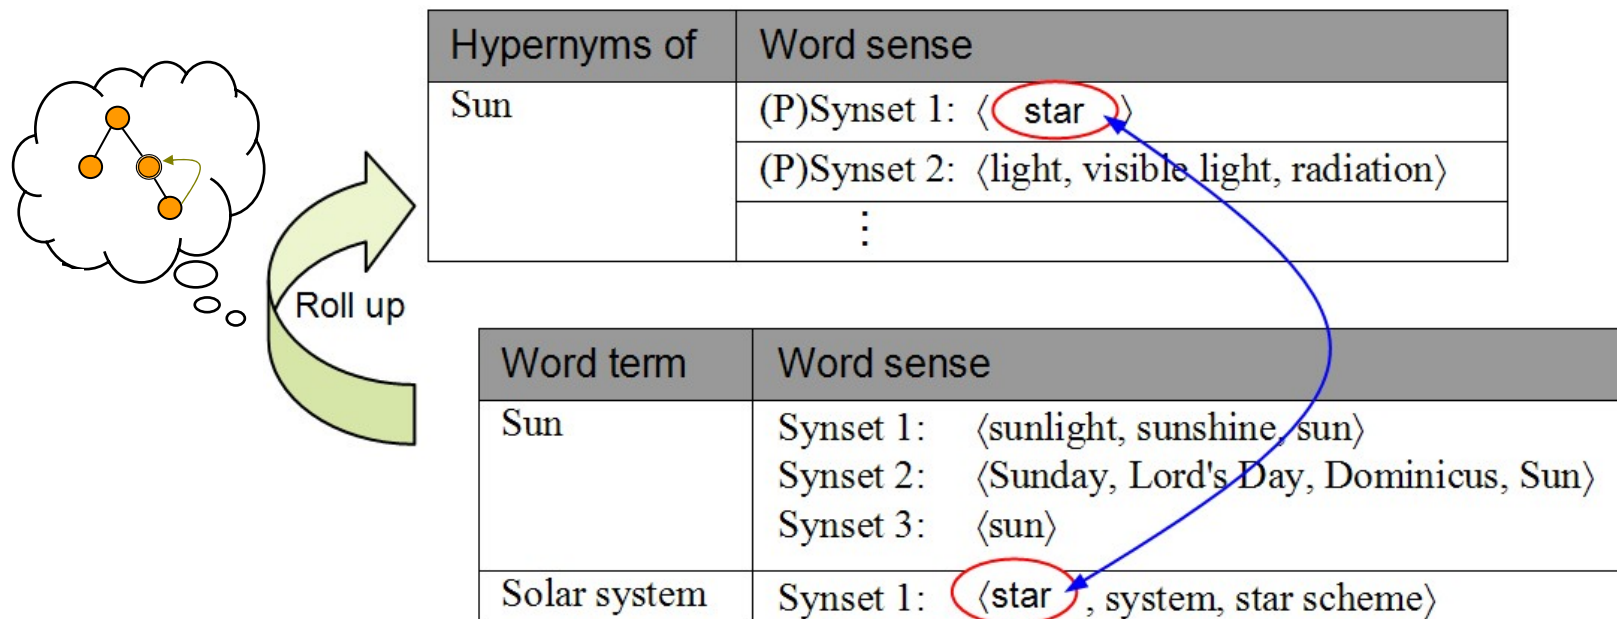 Hypernyms of Word sense
Sun (P)Synset 1: ⟨ star ⟩
(P)Synset 2: ⟨light, visible light, radiation⟩
⋮
Roll up
Word term Word sense
Sun Synset 1: ⟨sunlight, sunshine, sun⟩
Synset 2: ⟨Sunday, Lord's Day, Dominicus, Sun⟩
Synset 3: ⟨sun⟩
Solar system Synset 1: ⟨star , system, star scheme⟩